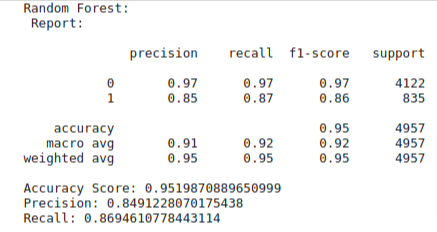 Random Forest:
Report:
precision recall f1-score support
0 0.97 0.97 0.97 4122
1 0.85 0.87 0.86 835
accuracy 0.95 4957
macro avg 0.91 0.92 0.92 4957
weighted avg 0.95 0.95 0.95 4957
Accuracy Score: 0.9519870889650999
Precision: 0.8491228070175438
Recall: 0.8694610778443114